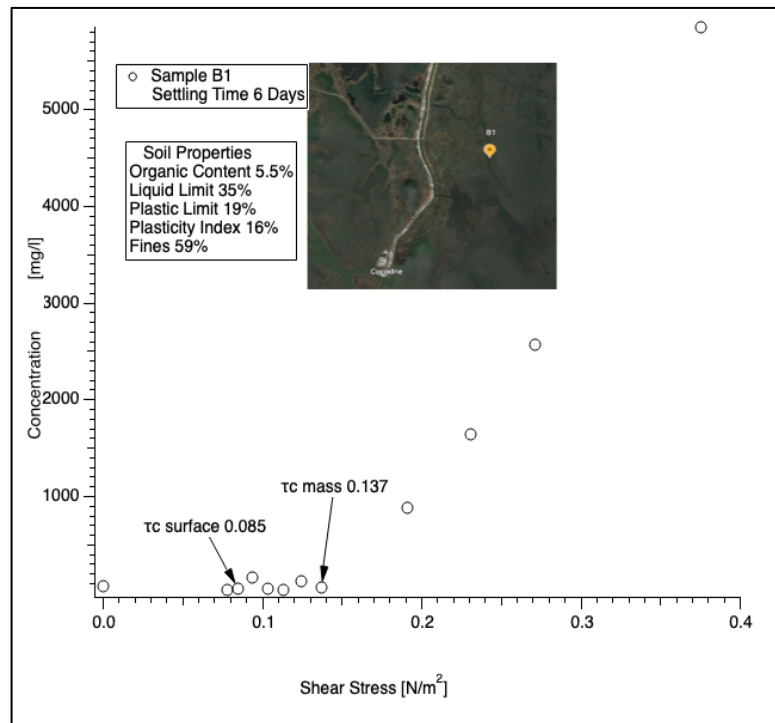 Sample B1
Settling Time 6 Days
Soil Properties
Organic Content 5.5%
Liquid Limit 35%
Plastic Limit 19%
Plasticity Index 16%
Fines 59%
B1
Cocodrie
5000
4000
3000
2000
1000
Concentration [mg/l]
τc mass 0.137
τc surface 0.085
0.0 0.1 0.2 0.3 0.4
Shear Stress [N/m²]